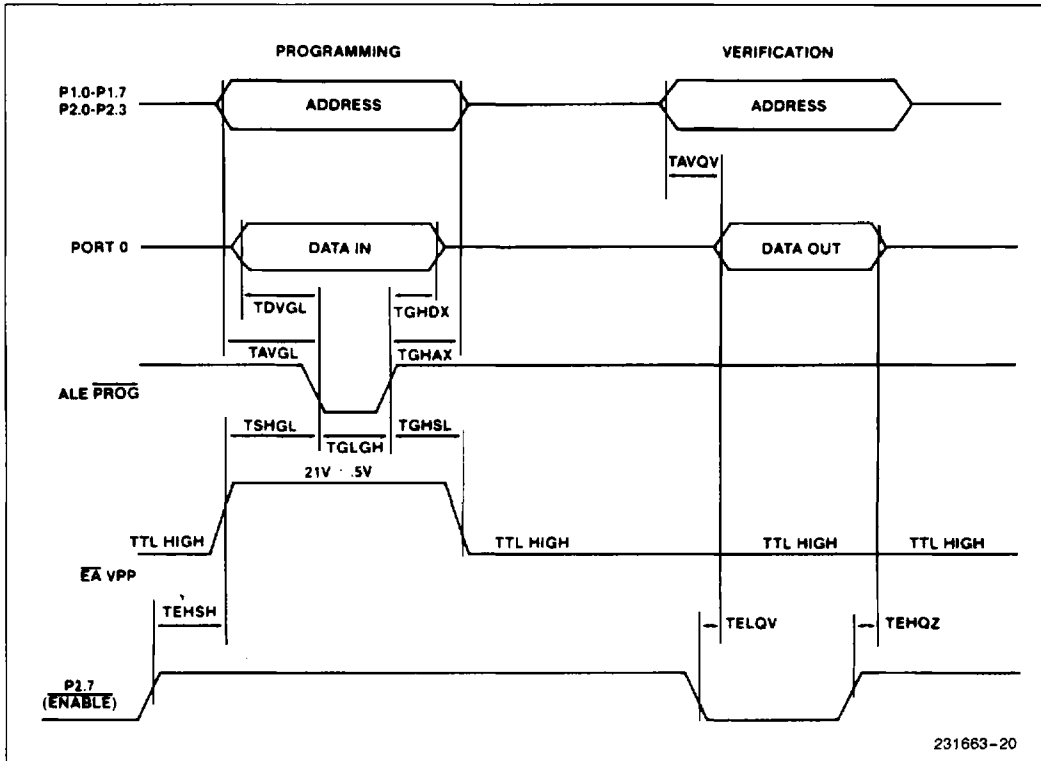 PROGRAMMING VERIFICATION
P1.0-P1.7
P2.0-P2.3
ADDRESS ADDRESS
TAVQV
PORT 0 DATA IN DATA OUT
TDVGL TGHDX
TAVGL TGHAX
ALE PROG
TSHGL TGLGH TGHSL
21V .5V
TTL HIGH TTL HIGH TTL HIGH TTL HIGH
EA VPP
TEHSH TELQV TEHQZ
P2.7
(ENABLE)
231663-20